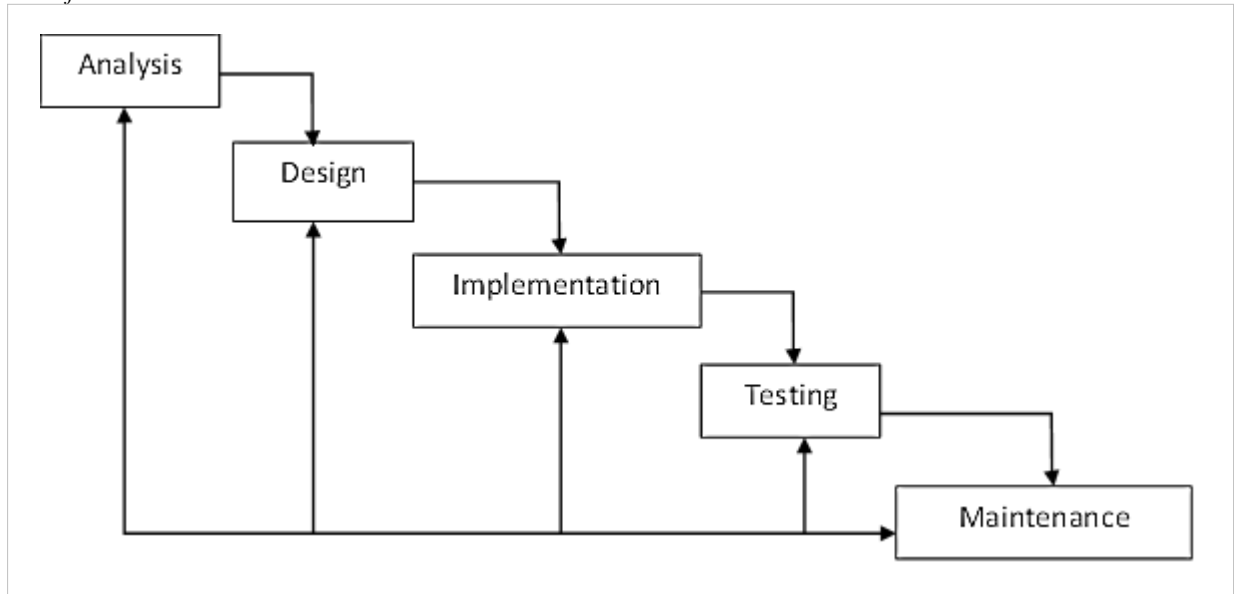 Analysis
Design
Implementation
Testing
Maintenance